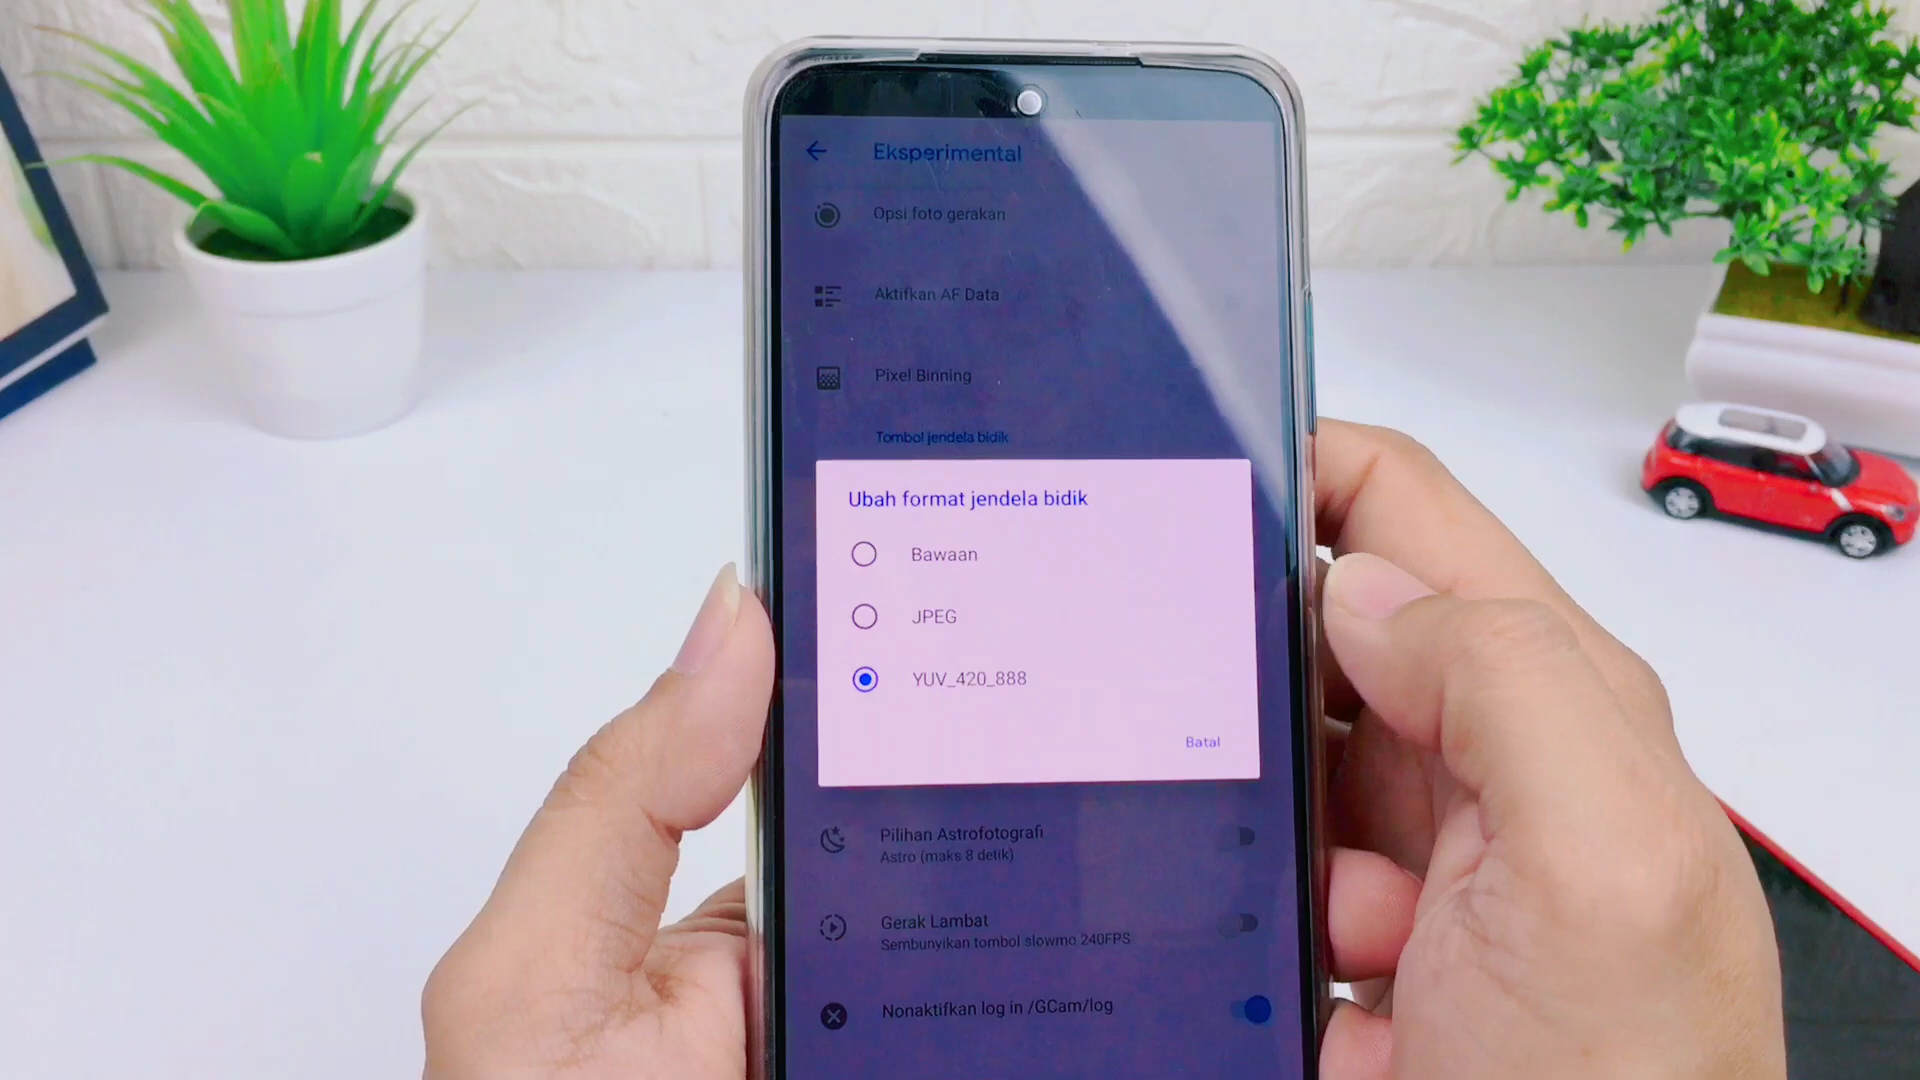 Eksperimental
Opsi foto gerakan
Aktifkan AF Data
Pixel Binning
Tombol jendela bidik
Ubah format jendela bidik
Bawaan
JPEG
YUV_420_888
Batal
Pilihan Astrofotografi
Astro (maks 8 detik)
Gerak Lambat
Sembunyikan tombol slowmo 240FPS
Nonaktifkan log in /GCam/log